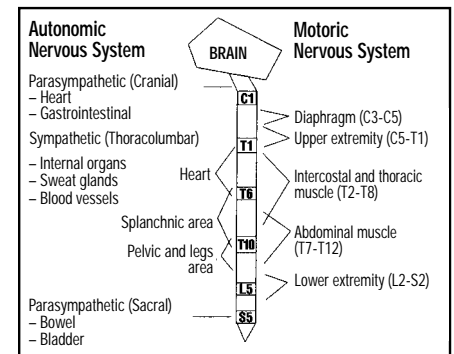 Autonomic
Nervous System
Motoric
Nervous System
BRAIN
Parasympathetic (Cranial)
– Heart
– Gastrointestinal
C1
Diaphragm (C3-C5)
Upper extremity (C5-T1)
Sympathetic (Thoracolumbar)
T1
– Internal organs
– Sweat glands
– Blood vessels
Heart
Intercostal and thoracic
muscle (T2-T8)
T6
Splanchnic area
Abdominal muscle
(T7-T12)
T10
Pelvic and legs
area
Lower extremity (L2-S2)
L5
Parasympathetic (Sacral)
– Bowel
– Bladder
S5